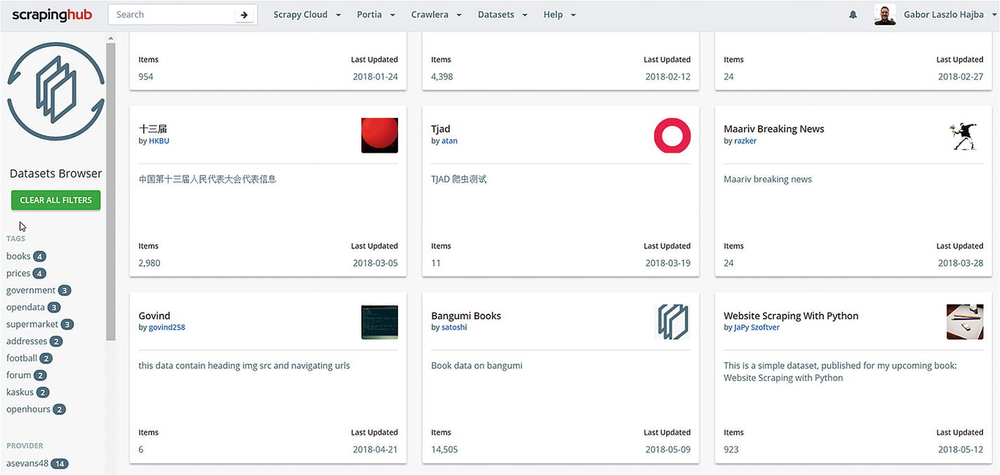 scrapinghub Search Scrapy Cloud Portia Crawlera Datasets Help Gabor Laszlo Hajba
Items Last Updated
954 2018-01-24
Items Last Updated
4,398 2018-02-12
Items Last Updated
24 2018-02-27
Datasets Browser
CLEAR ALL FILTERS
TAGS
books 4
prices 4
government 3
opendata 3
supermarket 3
addresses 2
football 2
forum 2
kaskus 2
openhours 2
PROVIDER
asevans48 14
十三届
by HKBU
中国第十三届人民代表大会代表信息
Items Last Updated
2,980 2018-03-05
Tjad
by atan
TJAD 爬虫测试
Items Last Updated
11 2018-03-19
Maariv Breaking News
by razker
Maariv breaking news
Items Last Updated
24 2018-03-28
Govind
by govind258
this data contain heading img src and navigating urls
Items Last Updated
6 2018-04-21
Bangumi Books
by satoshi
Book data on bangumi
Items Last Updated
14,505 2018-05-09
Website Scraping With Python
by JaPy Szoftver
This is a simple dataset, published for my upcoming book:
Website Scraping with Python
Items Last Updated
923 2018-05-12